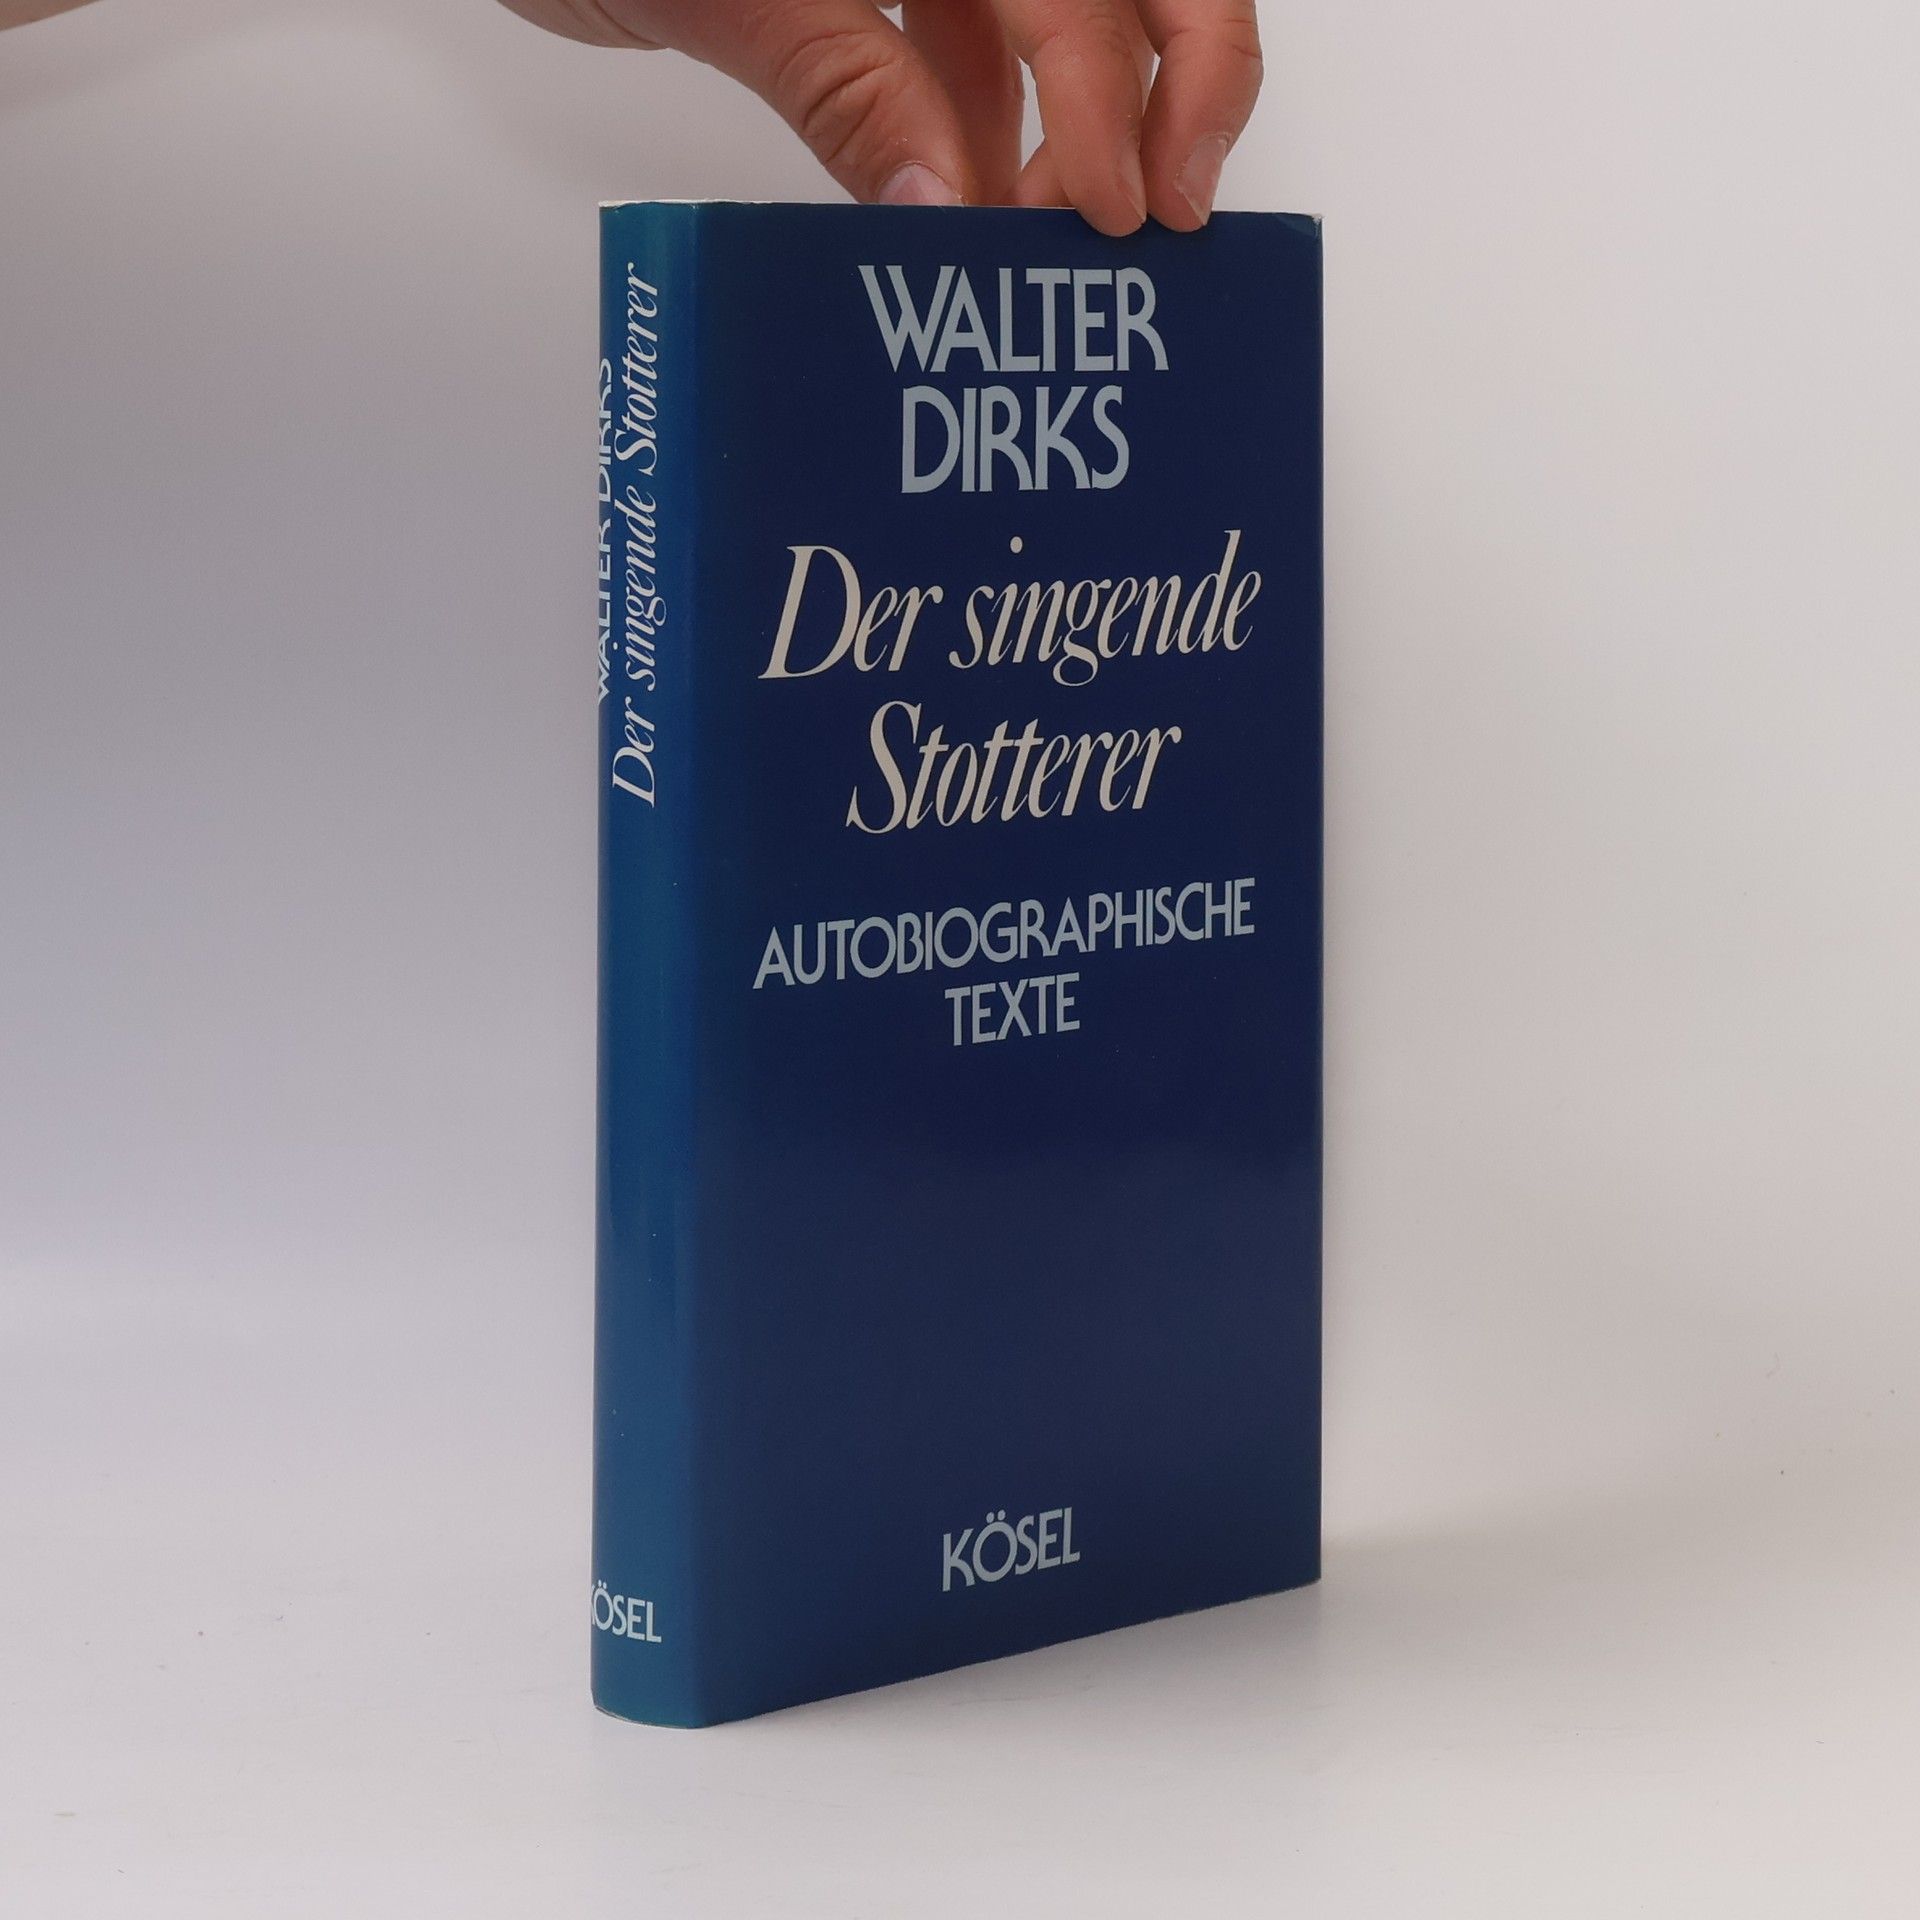 WALTER DIRKS
Der singende Stotterer
KÖSEL
WALTER
DIRKS
Der singende
Stotterer
AUTOBIOGRAPHISCHE
TEXTE
KÖSEL